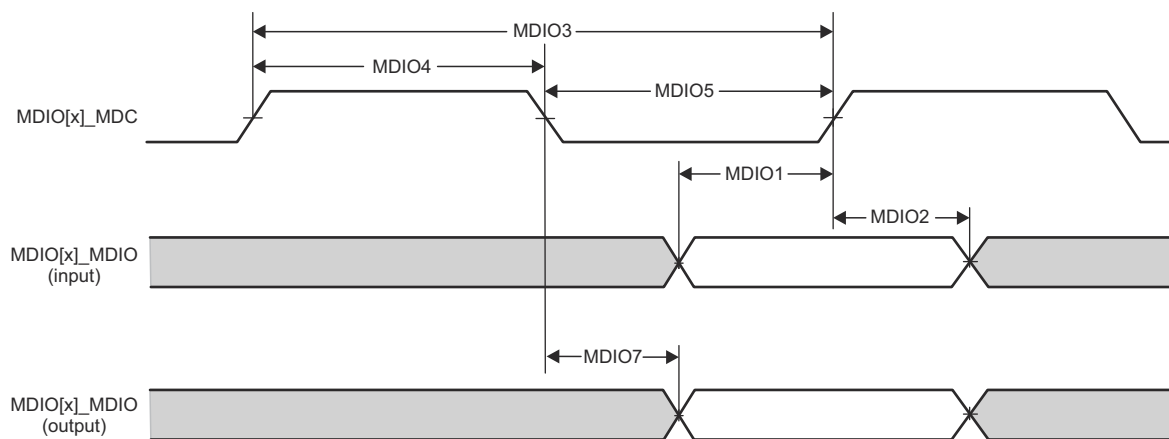 MDIO3
MDIO4
MDIO5
MDIO[x]_MDC
MDIO1
MDIO2
MDIO[x]_MDIO
(input)
MDIO7
MDIO[x]_MDIO
(output)